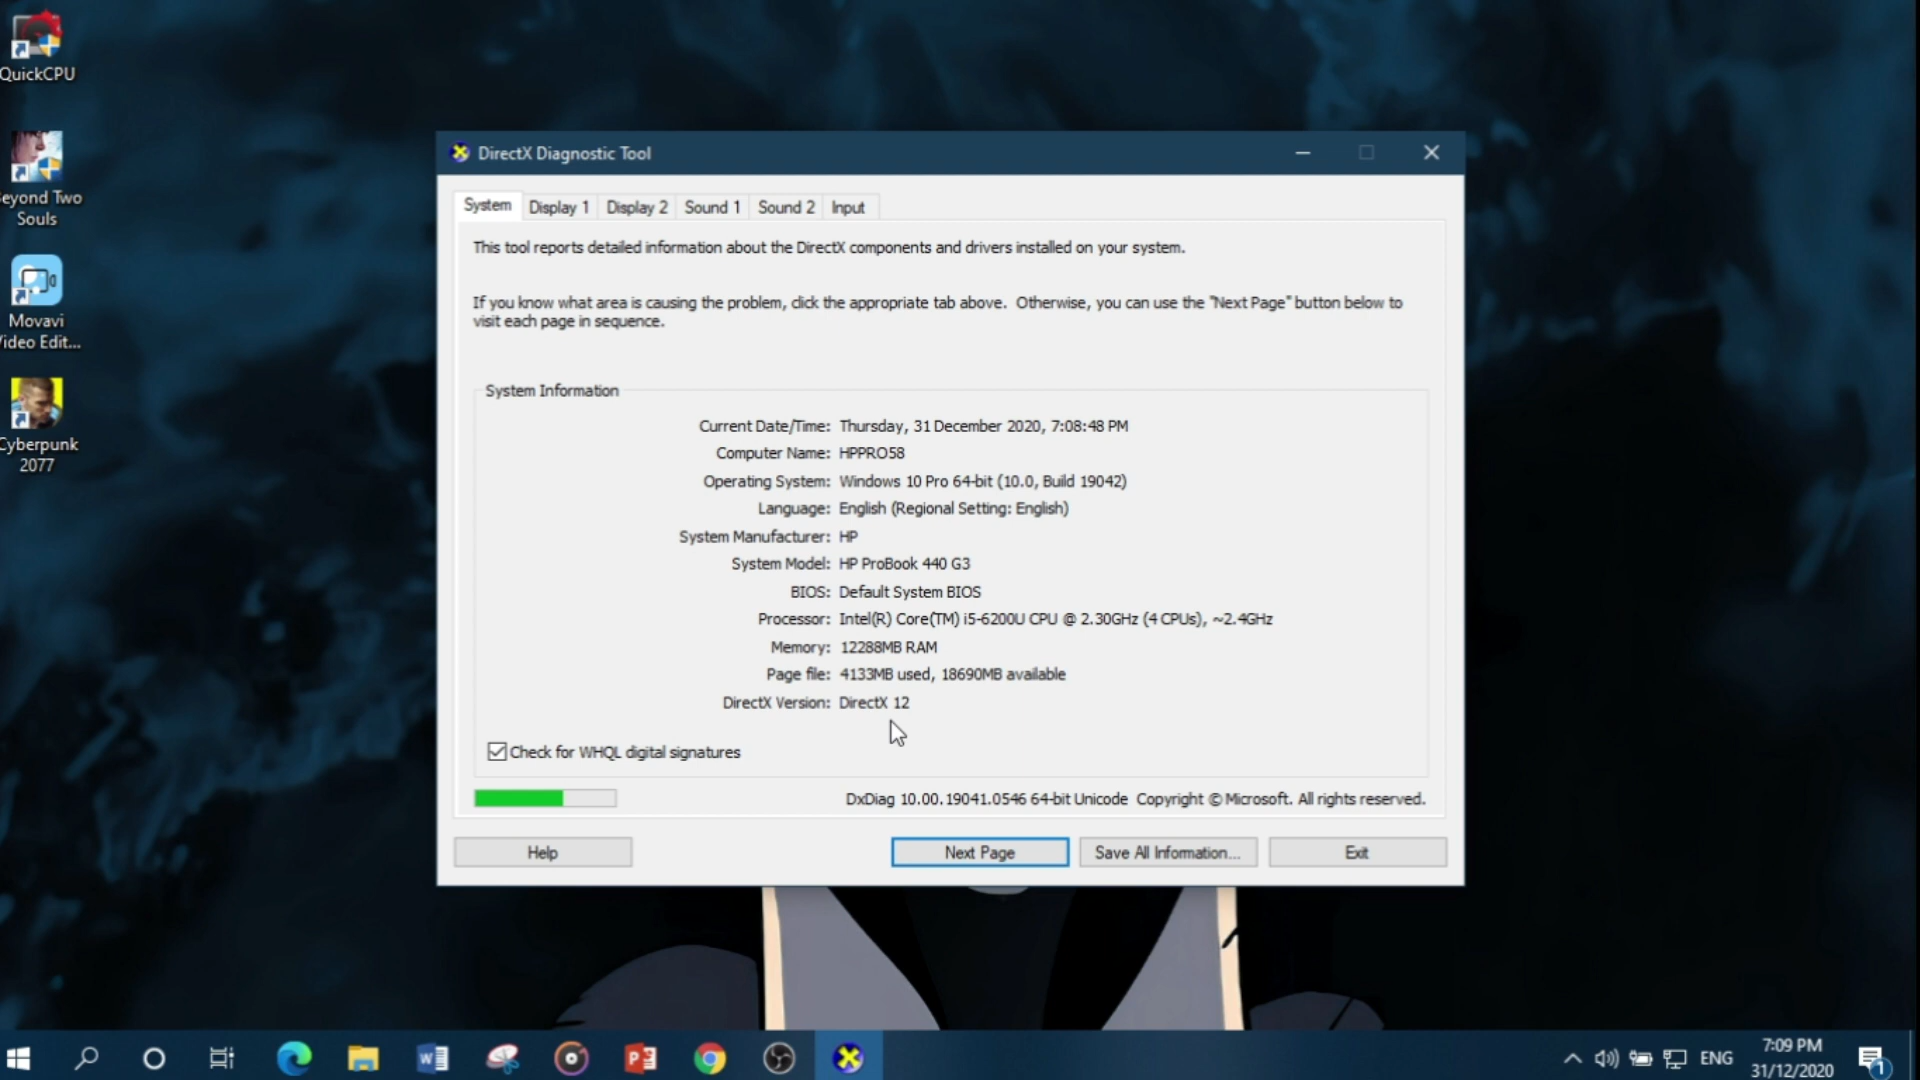 QuickCPU
eyond Two
Souls
Movavi
ideo Edit...
Cyberpunk
2077
DirectX Diagnostic Tool
System
Display 1
Display 2
Sound 1
Sound 2
Input
This tool reports detailed information about the DirectX components and drivers installed on your system.
If you know what area is causing the problem, click the appropriate tab above. Otherwise, you can use the "Next Page" button below to
visit each page in sequence.
System Information
Current Date/Time: Thursday, 31 December 2020, 7:08:48 PM
Computer Name: HPPRO58
Operating System: Windows 10 Pro 64-bit (10.0, Build 19042)
Language: English (Regional Setting: English)
System Manufacturer: HP
System Model: HP ProBook 440 G3
BIOS: Default System BIOS
Processor: Intel(R) Core(TM) i5-6200U CPU @ 2.30GHz (4 CPUs), ~2.4GHz
Memory: 12288MB RAM
Page file: 4133MB used, 18690MB available
DirectX Version: DirectX 12
Check for WHQL digital signatures
DxDiag 10.00.19041.0546 64-bit Unicode Copyright © Microsoft. All rights reserved.
Help
Next Page
Save All Information...
Exit
ENG
7:09 PM
31/12/2020
1